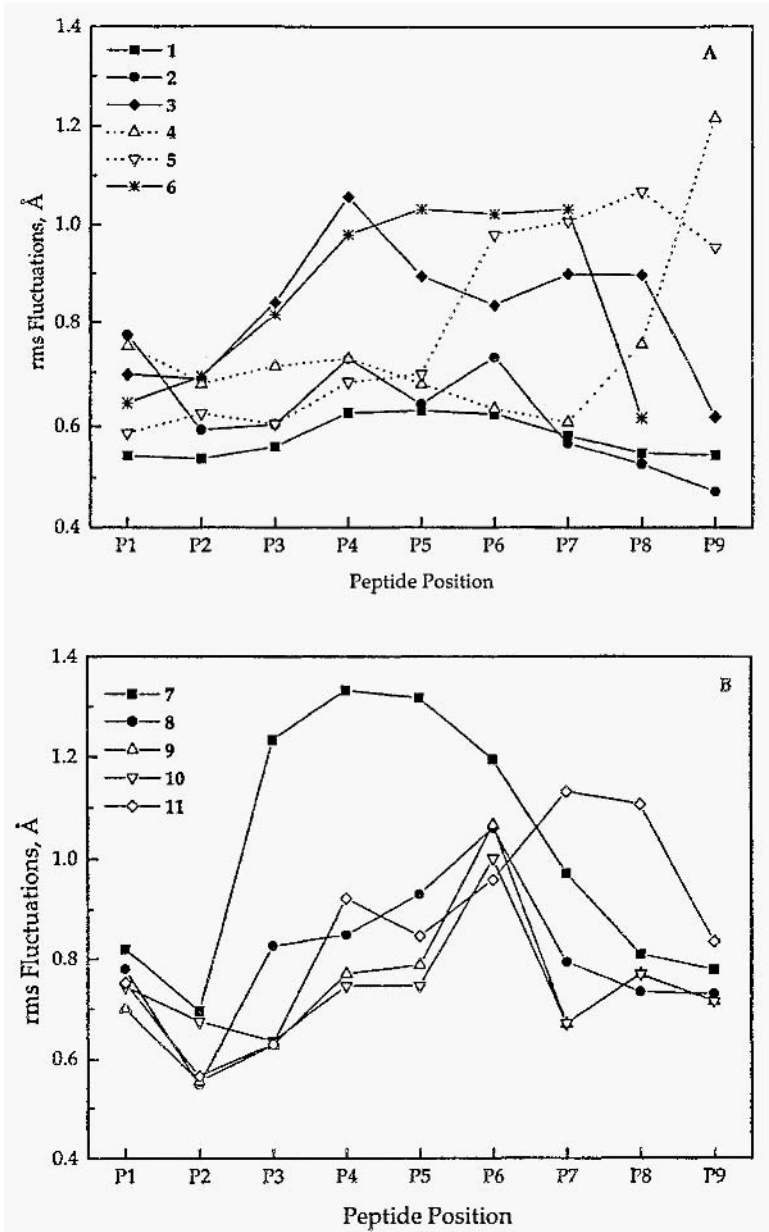 1.4
1.2
1.0
0.8
0.6
0.4
rms Fluctuations, Å
1
2
3
4
5
6
A
P1 P2 P3 P4 P5 P6 P7 P8 P9
Peptide Position
1.4
1.2
1.0
0.8
0.6
0.4
rms Fluctuations, Å
7
8
9
10
11
B
P1 P2 P3 P4 P5 P6 P7 P8 P9
Peptide Position